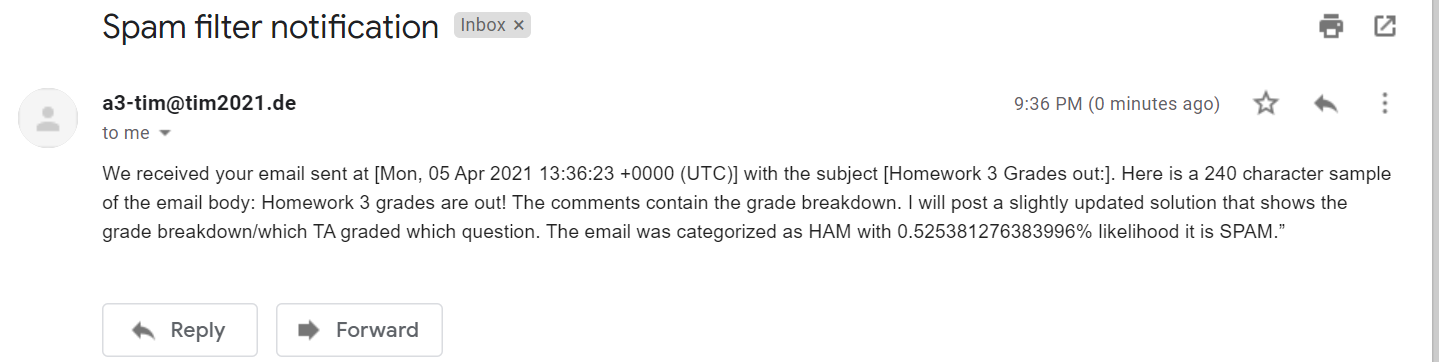 Spam filter notification Inbox ×
a3-tim@tim2021.de 9:36 PM (0 minutes ago)
to me
We received your email sent at [Mon, 05 Apr 2021 13:36:23 +0000 (UTC)] with the subject [Homework 3 Grades out:]. Here is a 240 character sample
of the email body: Homework 3 grades are out! The comments contain the grade breakdown. I will post a slightly updated solution that shows the
grade breakdown/which TA graded which question. The email was categorized as HAM with 0.525381276383996% likelihood it is SPAM.”
Reply Forward